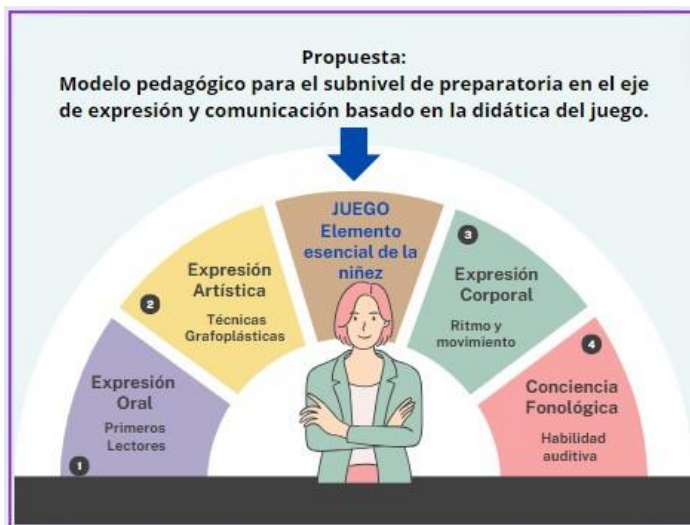 Propuesta:
Modelo pedagógico para el subnivel de preparatoria en el eje
de expresión y comunicación basado en la didática del juego.
JUEGO
Elemento
esencial de la
niñez
1
Expresión
Oral
Primeros
Lectores
2
Expresión
Artística
Técnicas
Grafoplásticas
3
Expresión
Corporal
Ritmo y
movimiento
4
Conciencia
Fonológica
Habilidad
auditiva